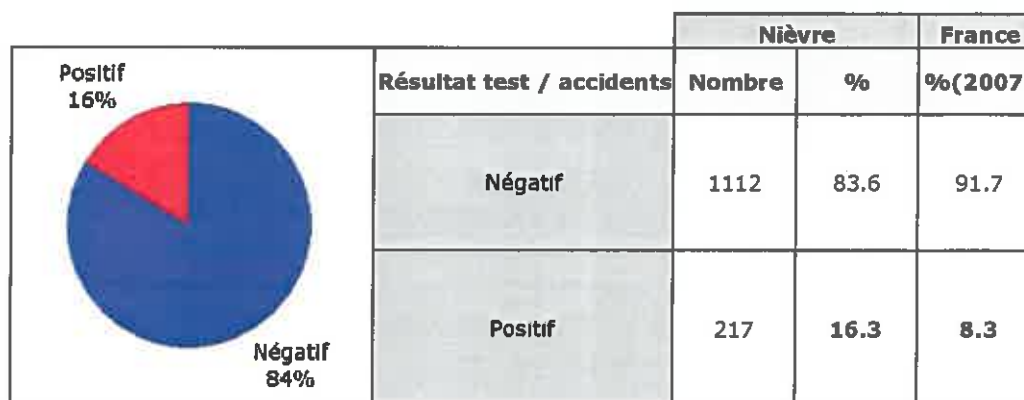 Nièvre France
Positif
16%
Résultat test / accidents Nombre % %(2007
Négatif 1112 83.6 91.7
Positif 217 16.3 8.3
Négatif
84%